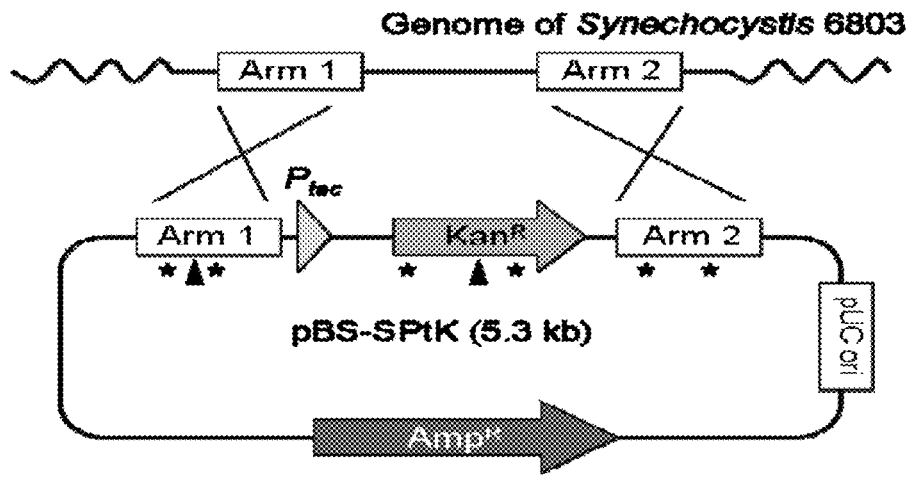 Genome of Synechocystis 6803
Arm 1
Arm 2
Ptac
Arm 1
KanR
Arm 2
* * * * * *
pBS-SPtK (5.3 kb)
pUC ori
AmpR